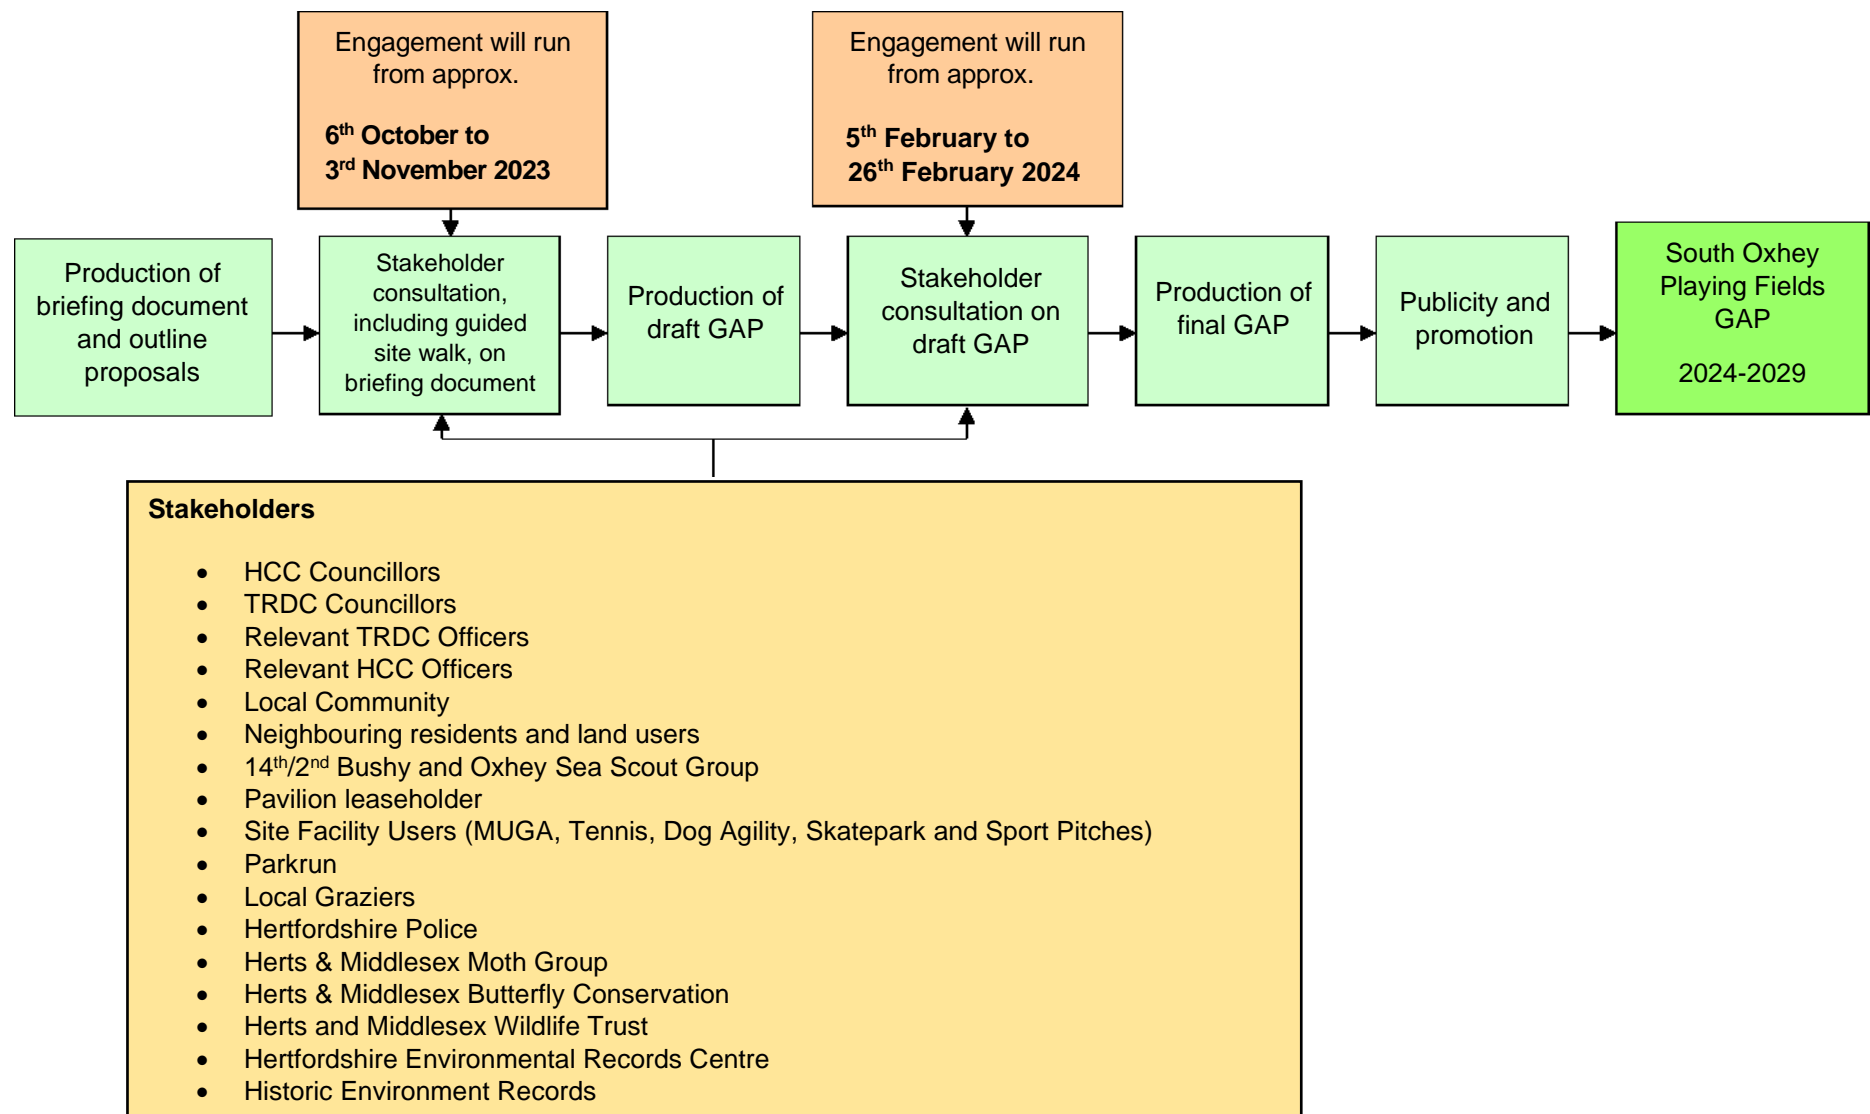 Engagement will run
from approx.
6th October to
3rd November 2023
Engagement will run
from approx.
5th February to
26th February 2024
Production of
briefing document
and outline
proposals
Stakeholder
consultation,
including guided
site walk, on
briefing document
Production of
draft GAP
Stakeholder
consultation on
draft GAP
Production of
final GAP
Publicity and
promotion
South Oxhey
Playing Fields
GAP
2024-2029
Stakeholders
• HCC Councillors
• TRDC Councillors
• Relevant TRDC Officers
• Relevant HCC Officers
• Local Community
• Neighbouring residents and land users
• 14th/2nd Bushy and Oxhey Sea Scout Group
• Pavilion leaseholder
• Site Facility Users (MUGA, Tennis, Dog Agility, Skatepark and Sport Pitches)
• Parkrun
• Local Graziers
• Hertfordshire Police
• Herts & Middlesex Moth Group
• Herts & Middlesex Butterfly Conservation
• Herts and Middlesex Wildlife Trust
• Hertfordshire Environmental Records Centre
• Historic Environment Records